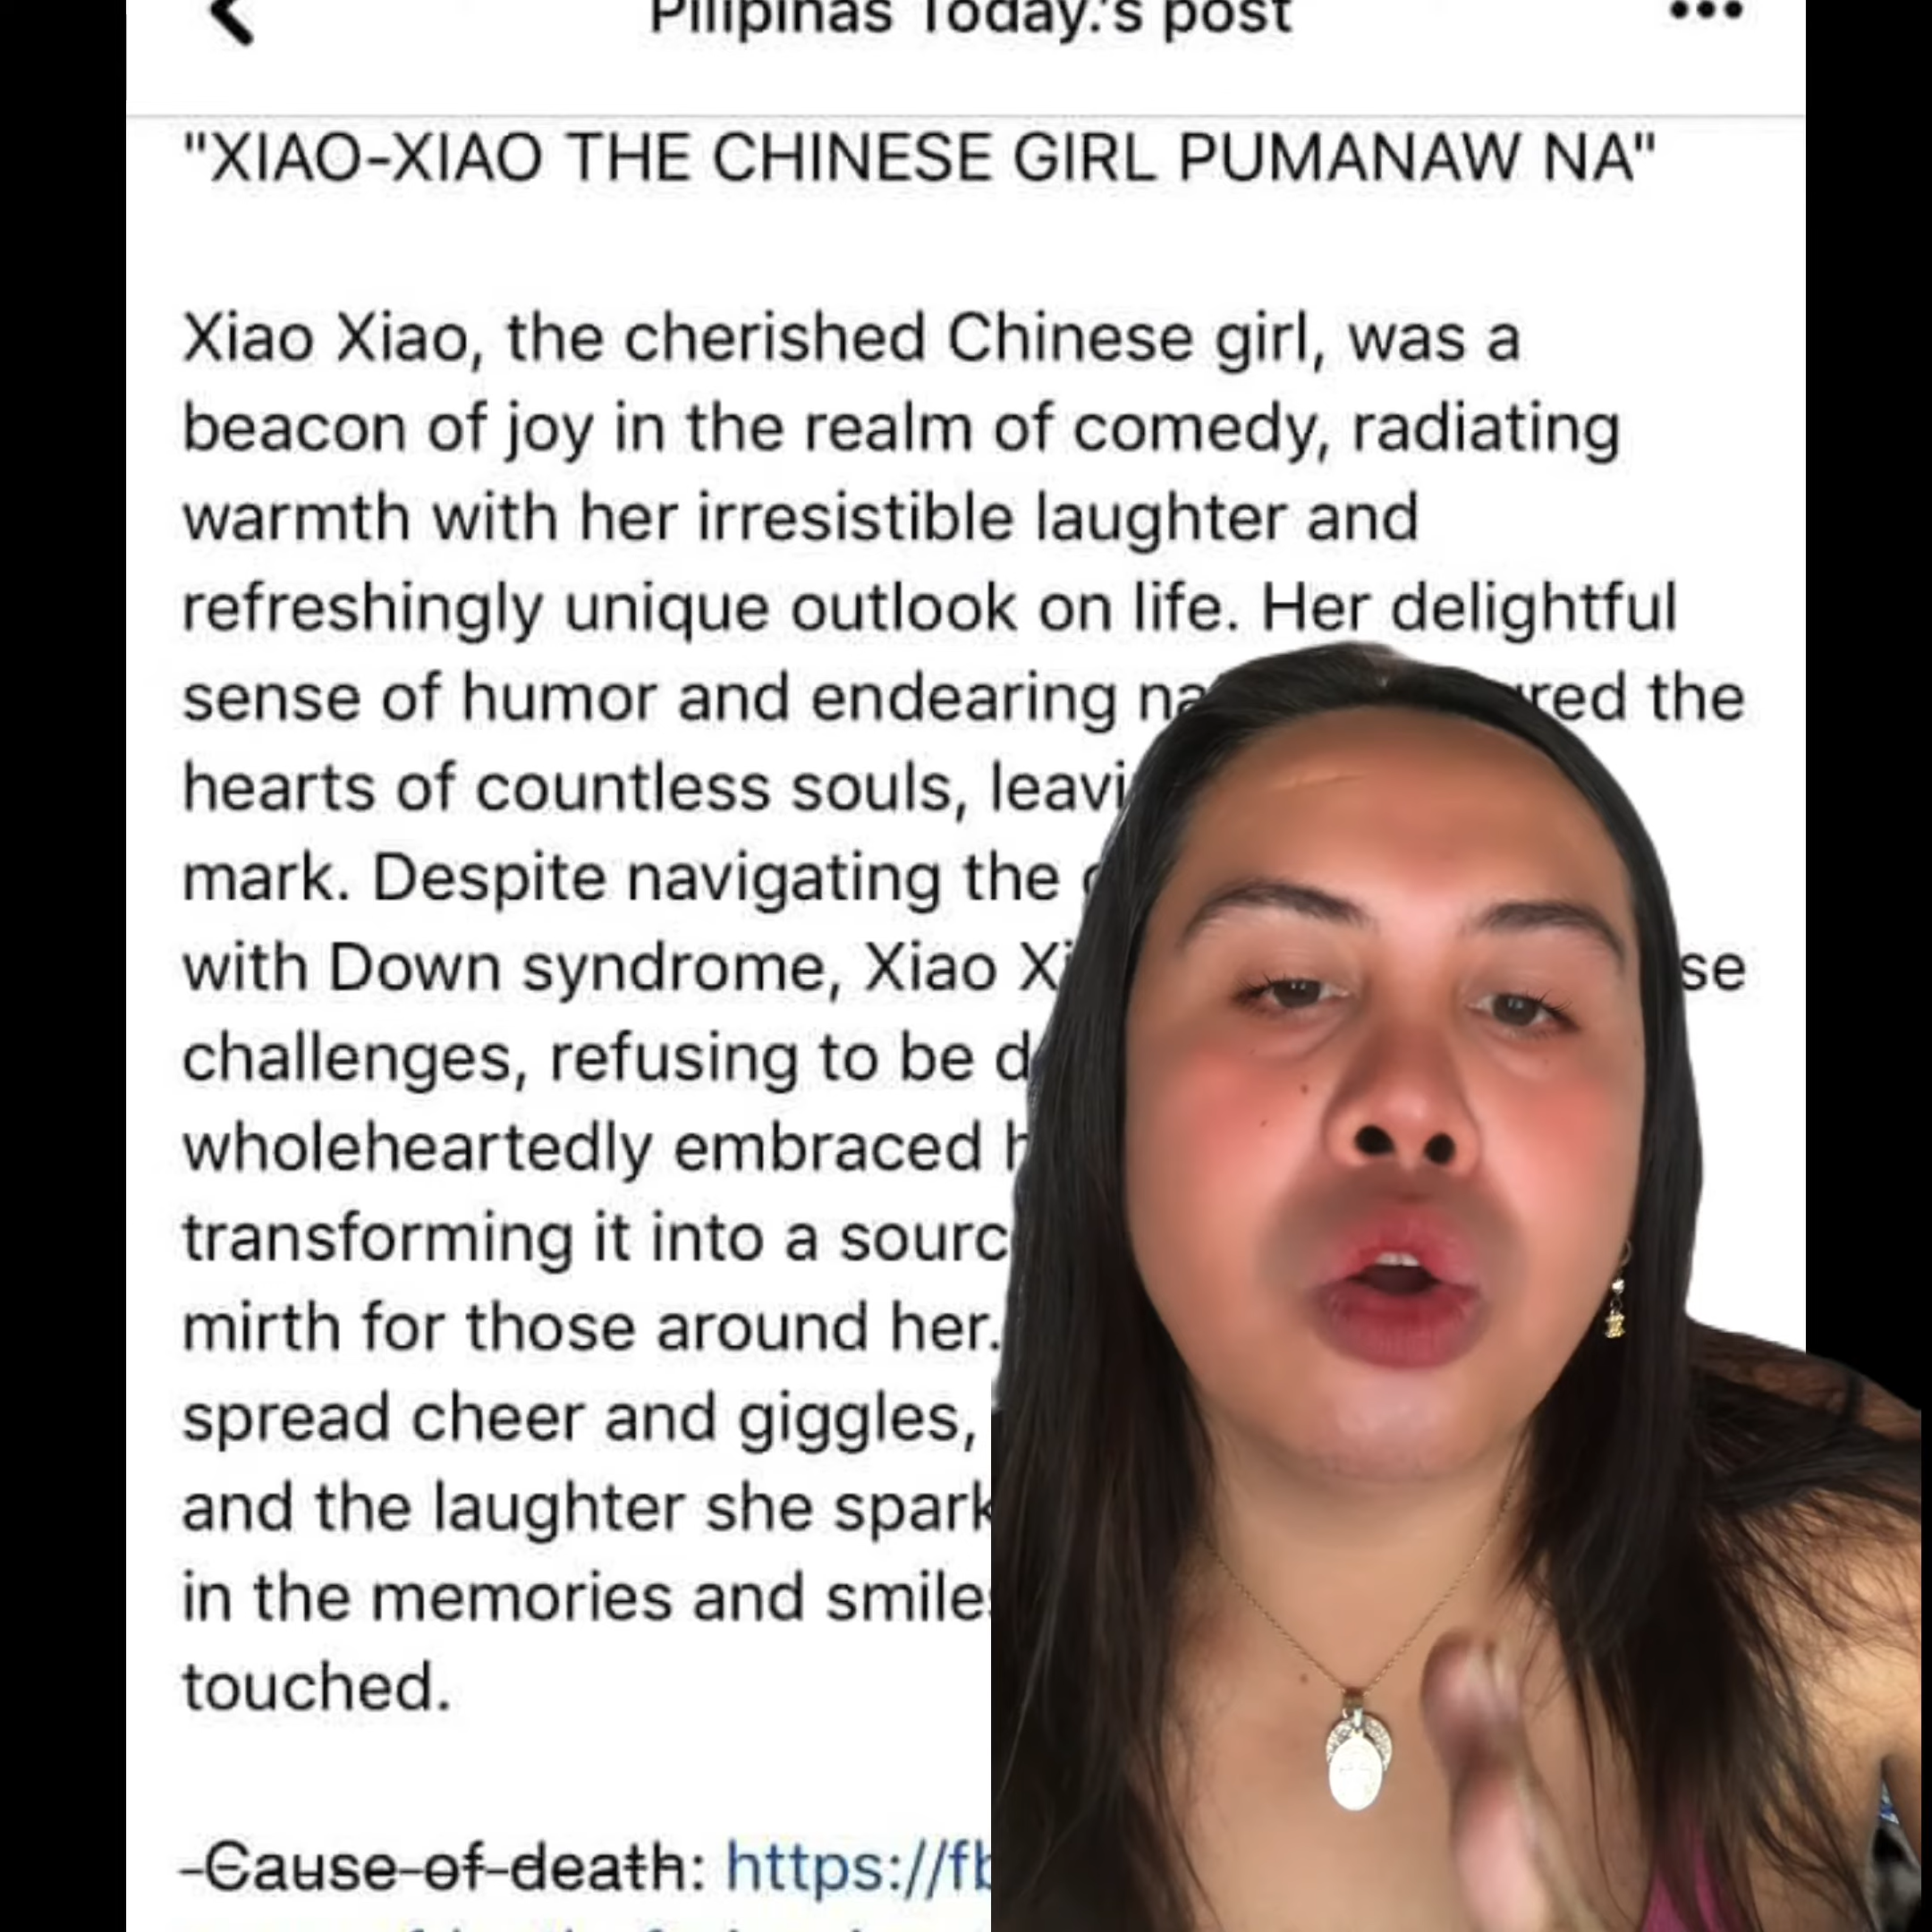 Pilipinas Today.'s post
"XIAO-XIAO THE CHINESE GIRL PUMANAW NA"
Xiao Xiao, the cherished Chinese girl, was a
beacon of joy in the realm of comedy, radiating
warmth with her irresistible laughter and
refreshingly unique outlook on life. Her delightful
sense of humor and endearing the
hearts of countless souls,
mark. Despite navigating the
with Down syndrome, Xiao
challenges, refusing to be
wholeheartedly embraced
transforming it into a
mirth for those around her.
spread cheer and giggles,
and the laughter she
in the memories and
touched.
-Cause-of-death: